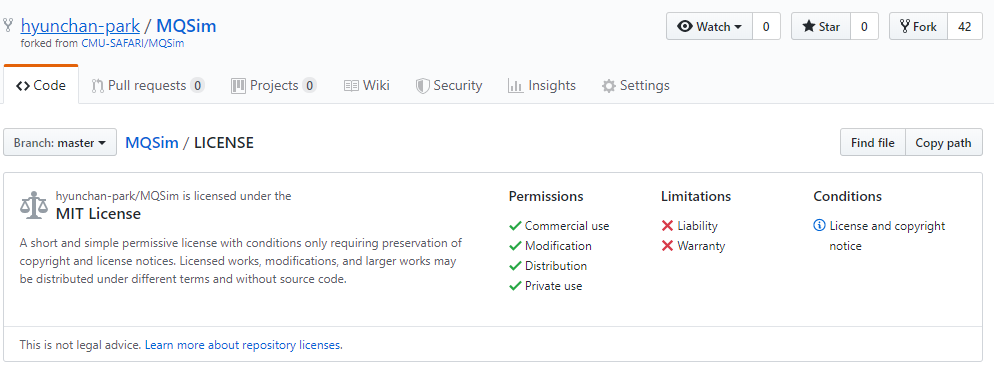 hyunchan-park / MQSim
Watch 0 Star 0 Fork 42
forked from CMU-SAFARI/MQSim
Code Pull requests 0 Projects 0 Wiki Security Insights Settings
Branch: master MQSim / LICENSE Find file Copy path
hyunchan-park/MQSim is licensed under the
MIT License
A short and simple permissive license with conditions only requiring preservation of
copyright and license notices. Licensed works, modifications, and larger works may
be distributed under different terms and without source code.
Permissions
Commercial use
Modification
Distribution
Private use
Limitations
Liability
Warranty
Conditions
License and copyright
notice
This is not legal advice. Learn more about repository licenses.